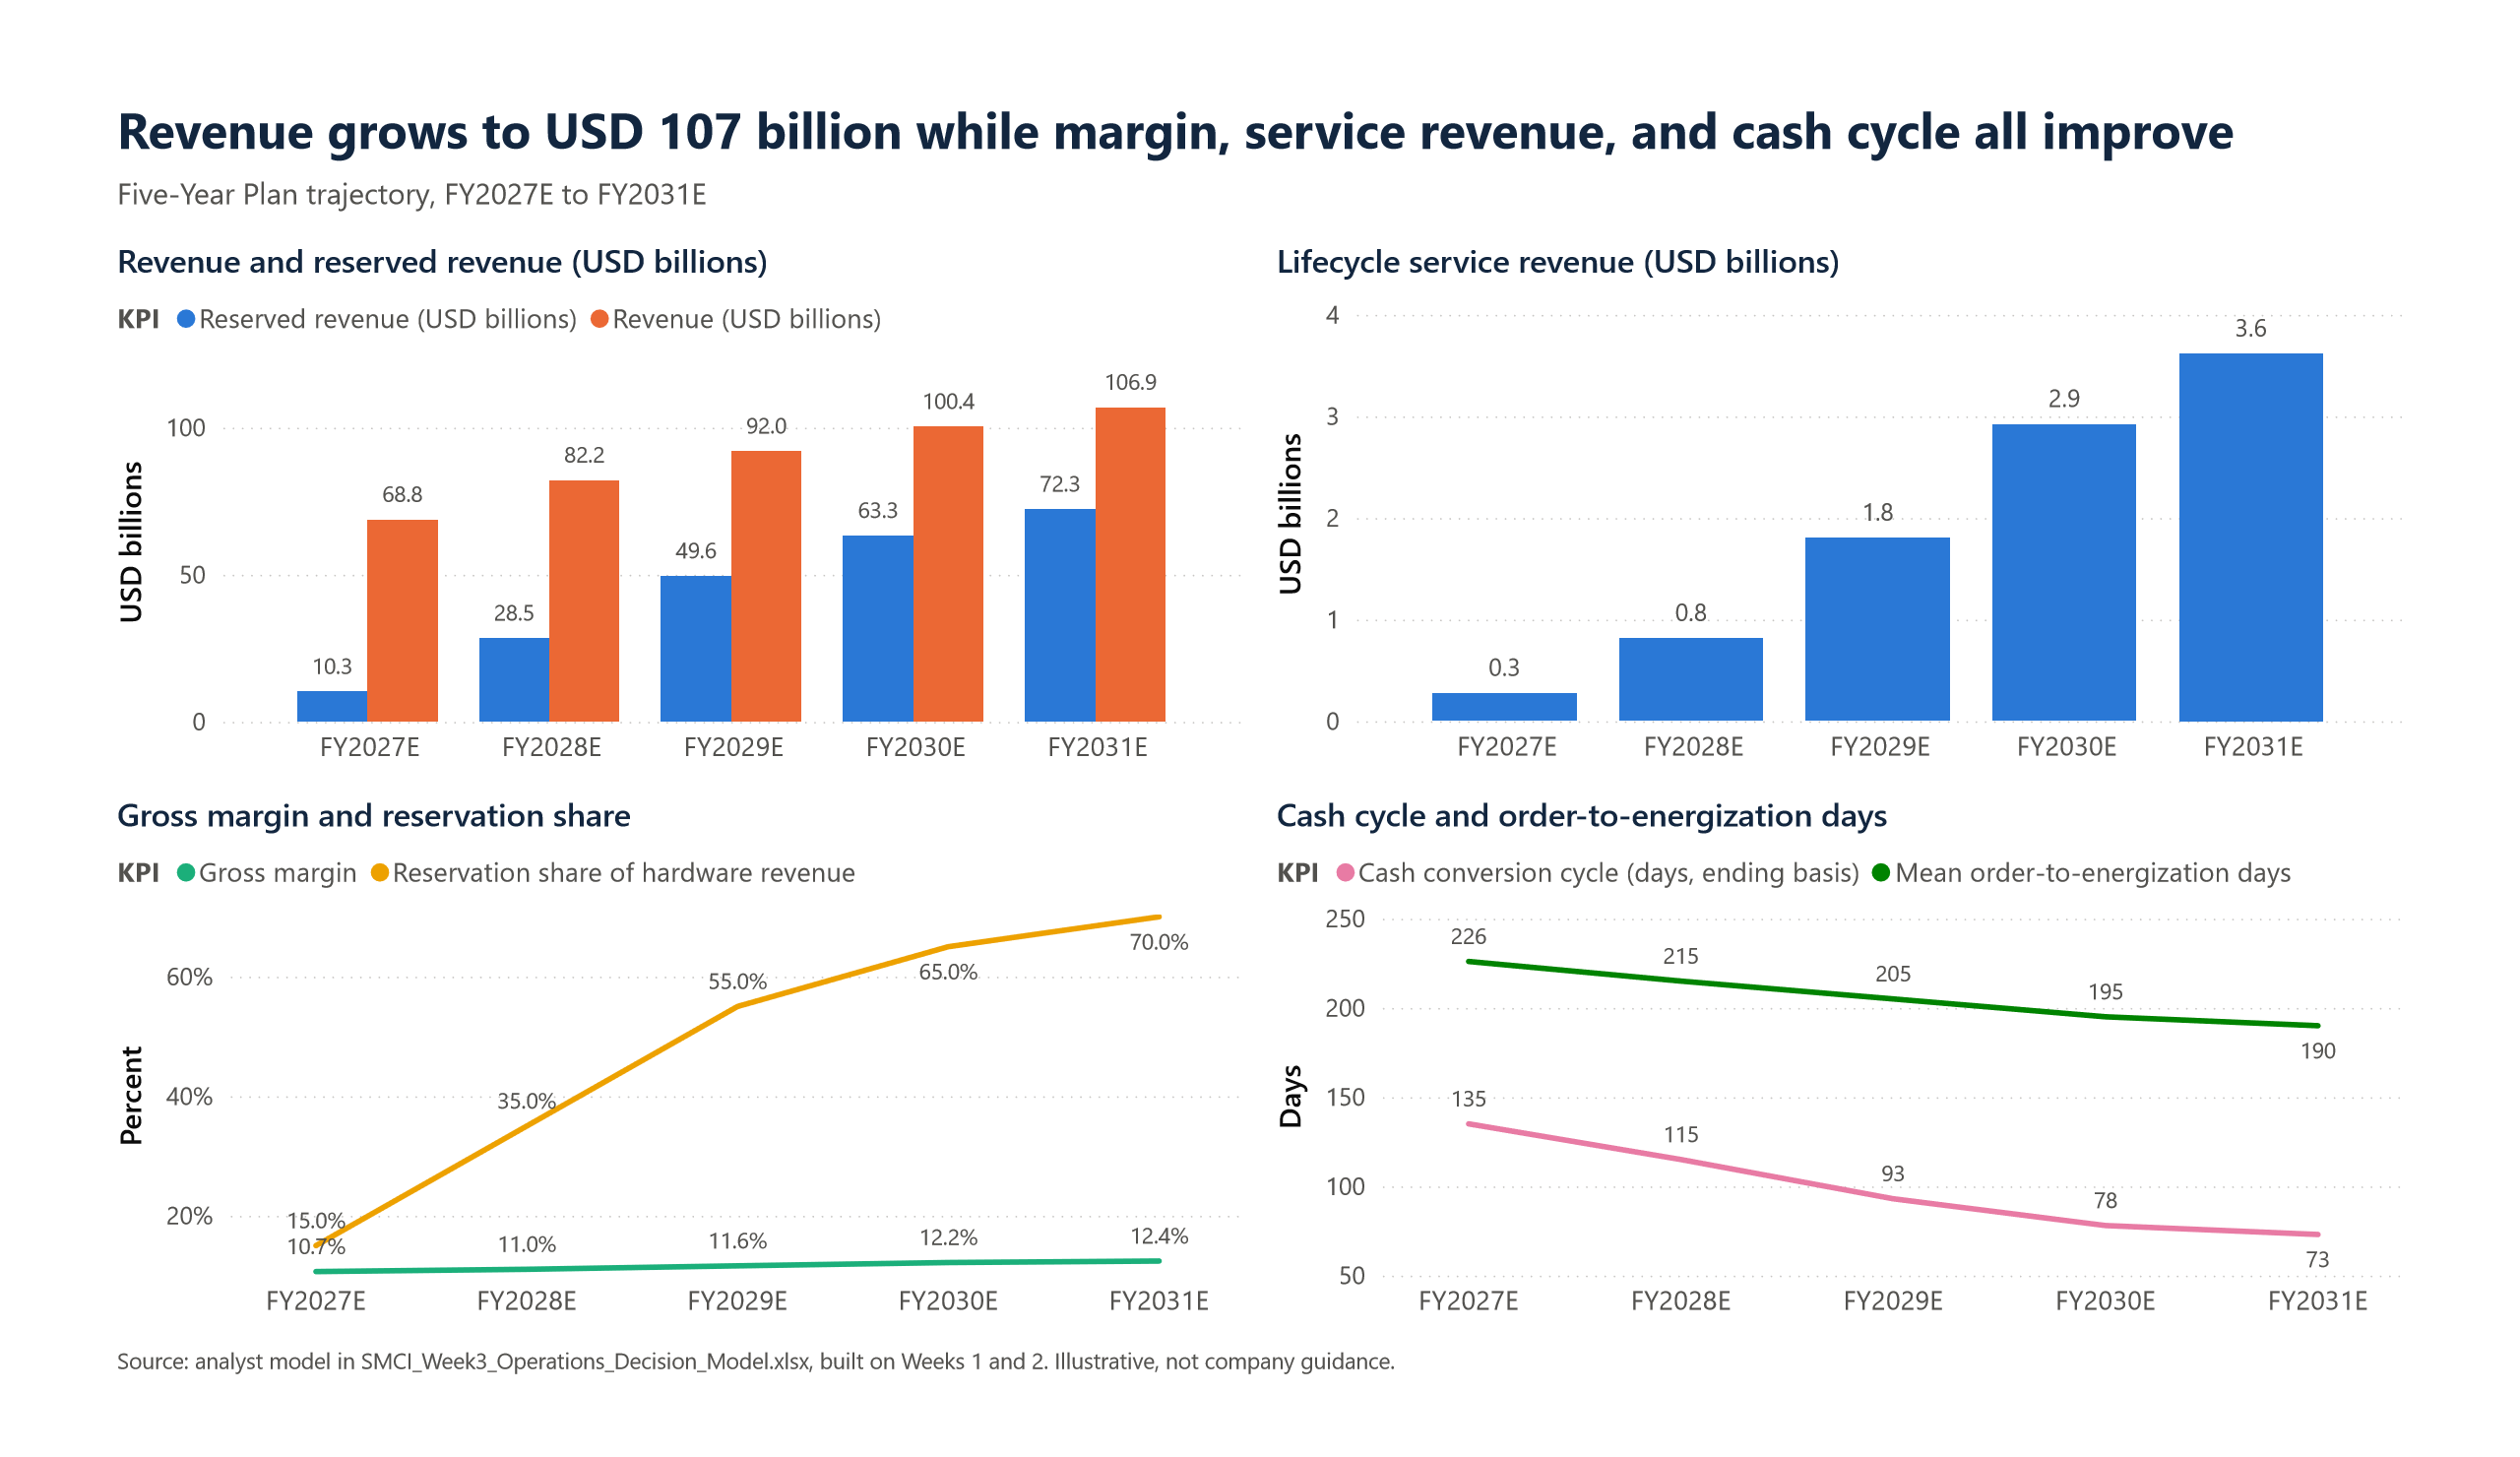 Revenue grows to USD 107 billion while margin, service revenue, and cash cycle all improve
Five-Year Plan trajectory, FY2027E to FY2031E
Revenue and reserved revenue (USD billions)
KPI Reserved revenue (USD billions) Revenue (USD billions)
USD billions
100
50
0
10.3
68.8
28.5
82.2
49.6
92.0
63.3
100.4
72.3
106.9
FY2027E FY2028E FY2029E FY2030E FY2031E
Lifecycle service revenue (USD billions)
USD billions
4
3
2
1
0
0.3
0.8
1.8
2.9
3.6
FY2027E FY2028E FY2029E FY2030E FY2031E
Gross margin and reservation share
KPI Gross margin Reservation share of hardware revenue
Percent
60%
40%
20%
15.0%
35.0%
55.0%
65.0%
70.0%
10.7%
11.0%
11.6%
12.2%
12.4%
FY2027E FY2028E FY2029E FY2030E FY2031E
Cash cycle and order-to-energization days
KPI Cash conversion cycle (days, ending basis) Mean order-to-energization days
Days
250
200
150
100
50
226
215
205
195
190
135
115
93
78
73
FY2027E FY2028E FY2029E FY2030E FY2031E
Source: analyst model in SMCI_Week3_Operations_Decision_Model.xlsx, built on Weeks 1 and 2. Illustrative, not company guidance.